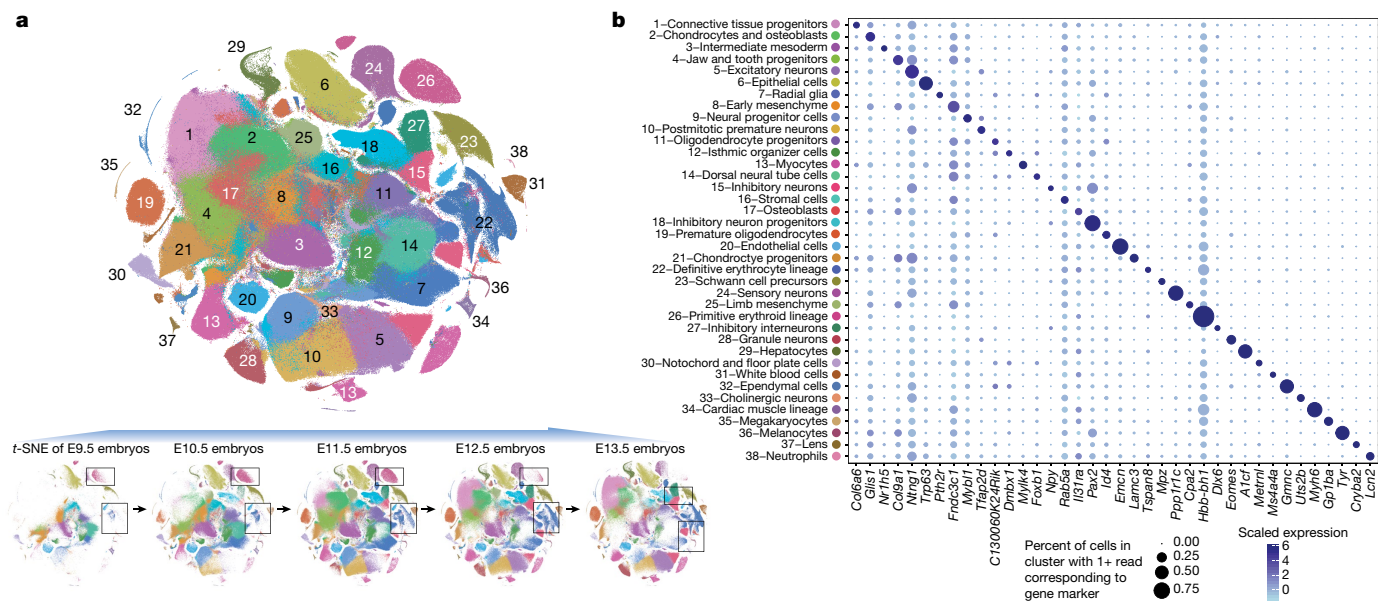 a
29
6
24
26
32
1
2
25
18
27
23
38
35
16
15
31
19
17
8
11
4
22
3
12
14
21
30
7
36
20
9
33
34
13
37
28
10
5
13
t-SNE of E9.5 embryos
E10.5 embryos
E11.5 embryos
E12.5 embryos
E13.5 embryos
b
1–Connective tissue progenitors
2–Chondrocytes and osteoblasts
3–Intermediate mesoderm
4–Jaw and tooth progenitors
5–Excitatory neurons
6–Epithelial cells
7–Radial glia
8–Early mesenchyme
9–Neural progenitor cells
10–Postmitotic premature neurons
11–Oligodendrocyte progenitors
12–Isthmic organizer cells
13–Myocytes
14–Dorsal neural tube cells
15–Inhibitory neurons
16–Stromal cells
17–Osteoblasts
18–Inhibitory neuron progenitors
19–Premature oligodendrocytes
20–Endothelial cells
21–Chondroctye progenitors
22–Definitive erythrocyte lineage
23–Schwann cell precursors
24–Sensory neurons
25–Limb mesenchyme
26–Primitive erythroid lineage
27–Inhibitory interneurons
28–Granule neurons
29–Hepatocytes
30–Notochord and floor plate cells
31–White blood cells
32–Ependymal cells
33–Cholinergic neurons
34–Cardiac muscle lineage
35–Megakaryocytes
36–Melanocytes
37–Lens
38–Neutrophils
Col6a6
Glis1
Nr1h5
Col9a1
Ntng1
Trp63
Pth2r
Fndc3c1
Mybl1
Tfap2d
C130060K24Rik
Dmbx1
Mylk4
Foxb1
Npy
Rab5a
Il31ra
Pax2
Id4
Emcn
Lamc3
Tspan8
Mpz
Ppp1r1c
Cpa2
Hbb-bh1
Dlx6
Eomes
A1cf
Metrnl
Ms4a4a
Gmnc
Uts2b
Myh6
Gp1ba
Tyr
Cryba2
Lcn2
Percent of cells in
cluster with 1+ read
corresponding to
gene marker
0.00
0.25
0.50
0.75
Scaled expression
6
4
2
0